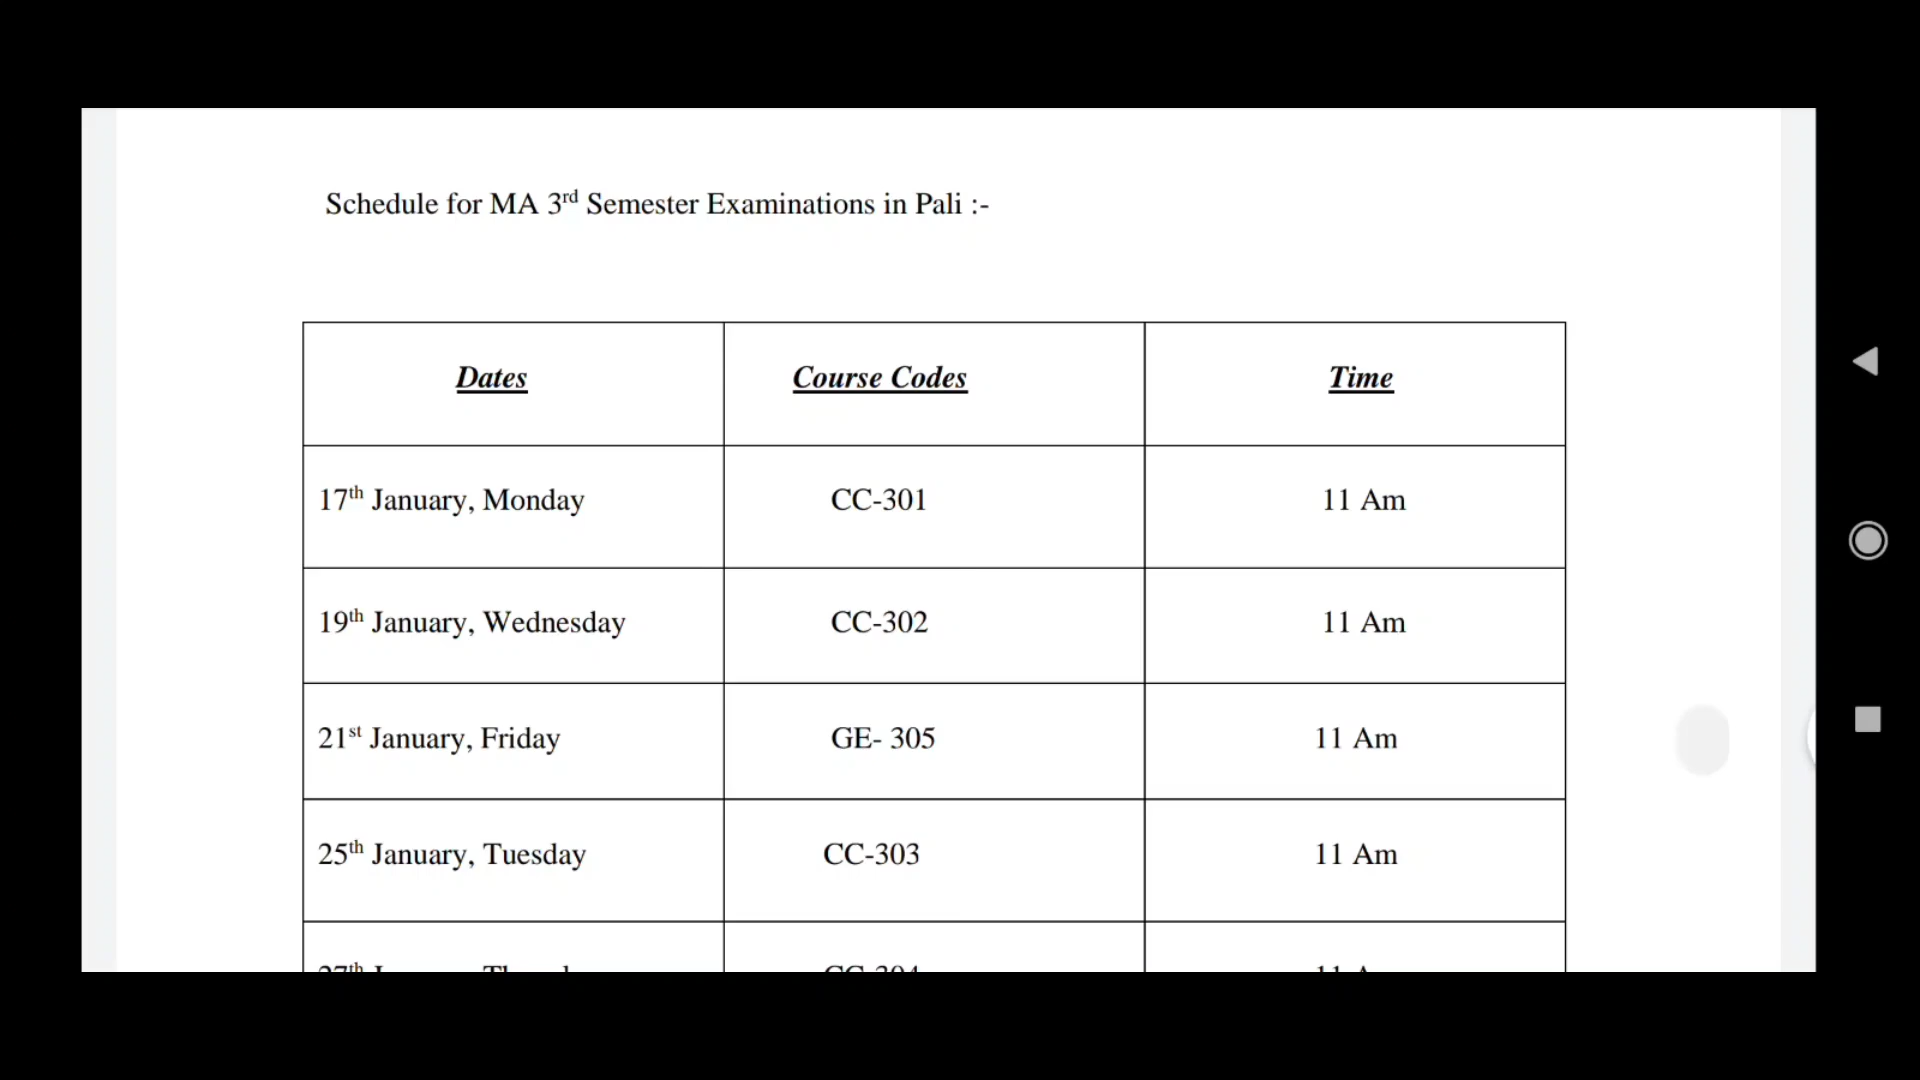 Schedule for MA 3rd Semester Examinations in Pali :-
Dates Course Codes Time
17th January, Monday CC-301 11 Am
19th January, Wednesday CC-302 11 Am
21st January, Friday GE- 305 11 Am
25th January, Tuesday CC-303 11 Am